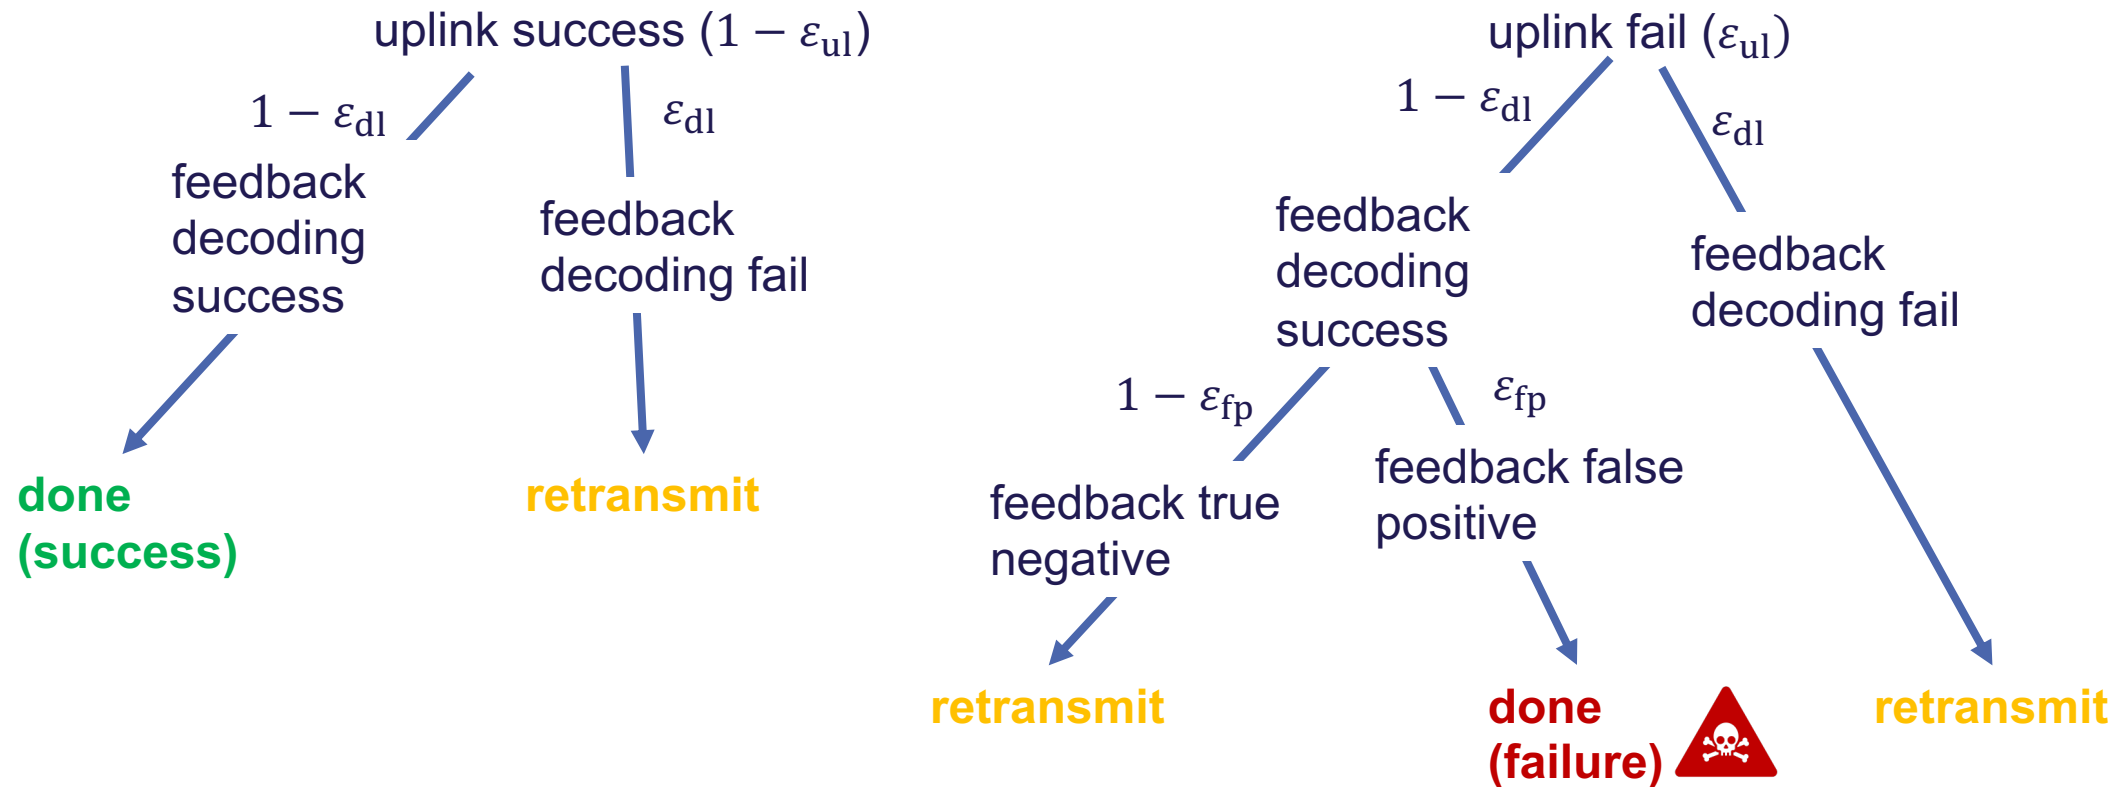 uplink success (1 − ε_ul)
1 − ε_dl
ε_dl
feedback
decoding
success
feedback
decoding fail
done
(success)
retransmit
uplink fail (ε_ul)
1 − ε_dl
ε_dl
feedback
decoding
success
feedback
decoding fail
1 − ε_fp
ε_fp
feedback true
negative
feedback false
positive
retransmit
done
(failure)
retransmit